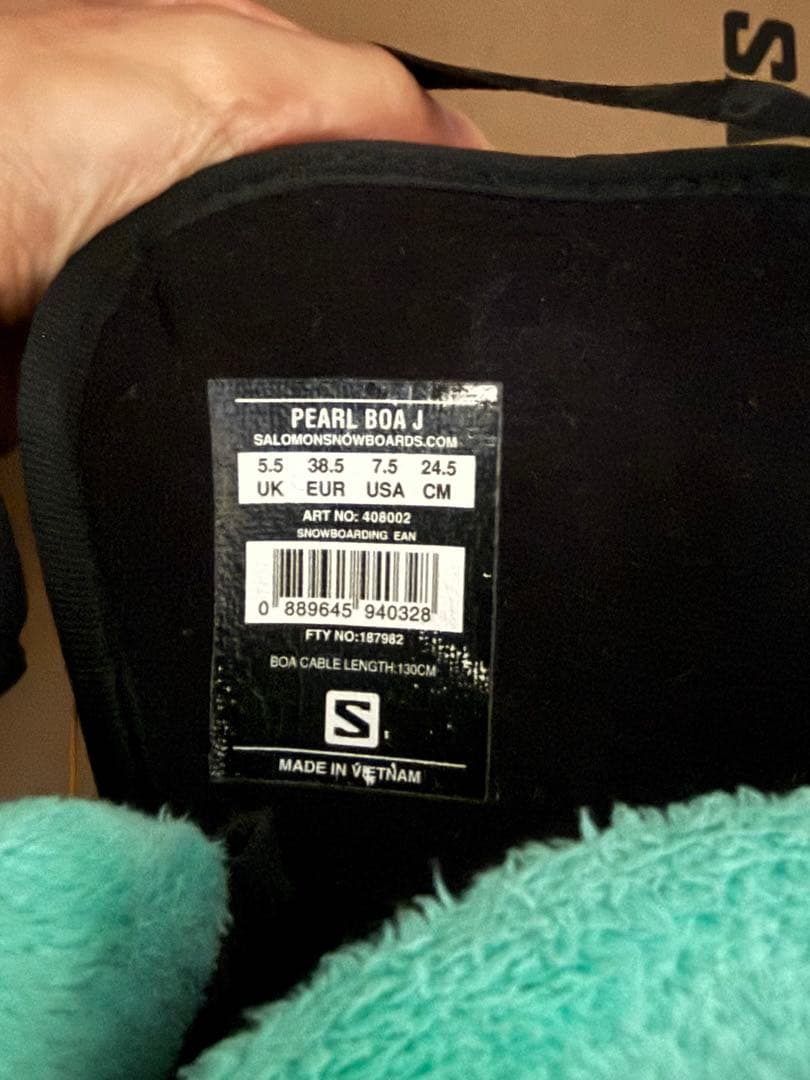 S
PEARL BOA J
SALOMONSNOWBOARDS.COM
5.5 38.5 7.5 24.5
UK EUR USA CM
ART NO: 408002
SNOWBOARDING EAN
0 889645 940328
FTY NO:187982
BOA CABLE LENGTH:130CM
S
MADE IN VIETNAM